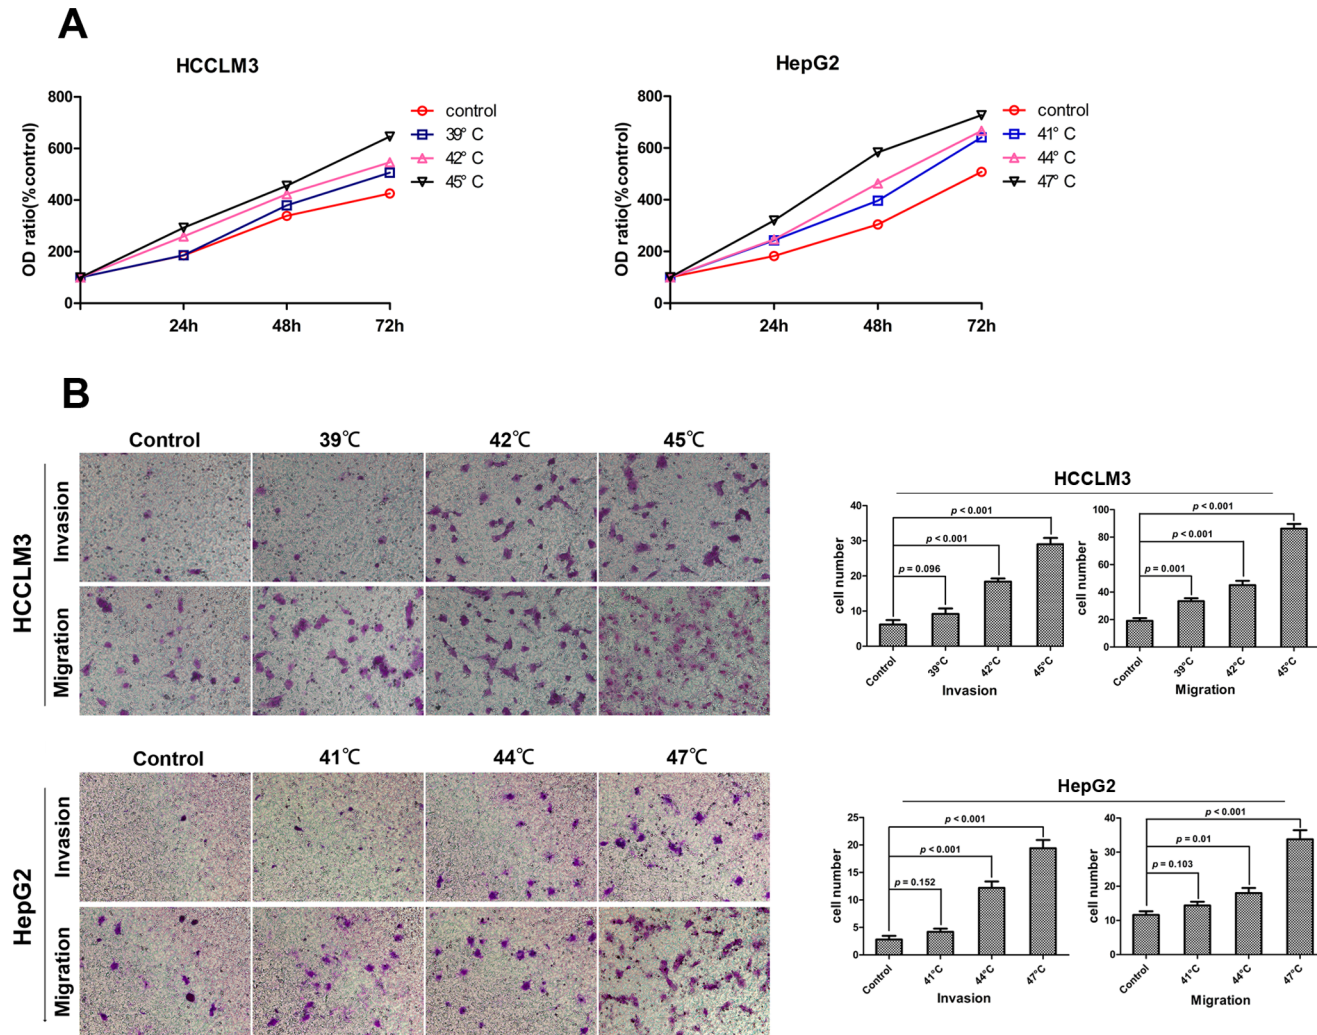 A
HCCLM3
OD ratio(%control)
800
600
400
200
0
24h
48h
72h
control
39° C
42° C
45° C
HepG2
OD ratio(%control)
800
600
400
200
0
24h
48h
72h
control
41° C
44° C
47° C
B
Control
39℃
42℃
45℃
HCCLM3
Invasion
Migration
HCCLM3
cell number
40
30
20
10
0
p < 0.001
p < 0.001
p = 0.096
Control
39°C
42°C
45°C
Invasion
cell number
100
80
60
40
20
0
p < 0.001
p < 0.001
p = 0.001
Control
39°C
42°C
45°C
Migration
Control
41℃
44℃
47℃
HepG2
Invasion
Migration
HepG2
cell number
25
20
15
10
5
0
p < 0.001
p < 0.001
p = 0.152
Control
41°C
44°C
47°C
Invasion
cell number
40
30
20
10
0
p < 0.001
p = 0.01
p = 0.103
Control
41°C
44°C
47°C
Migration